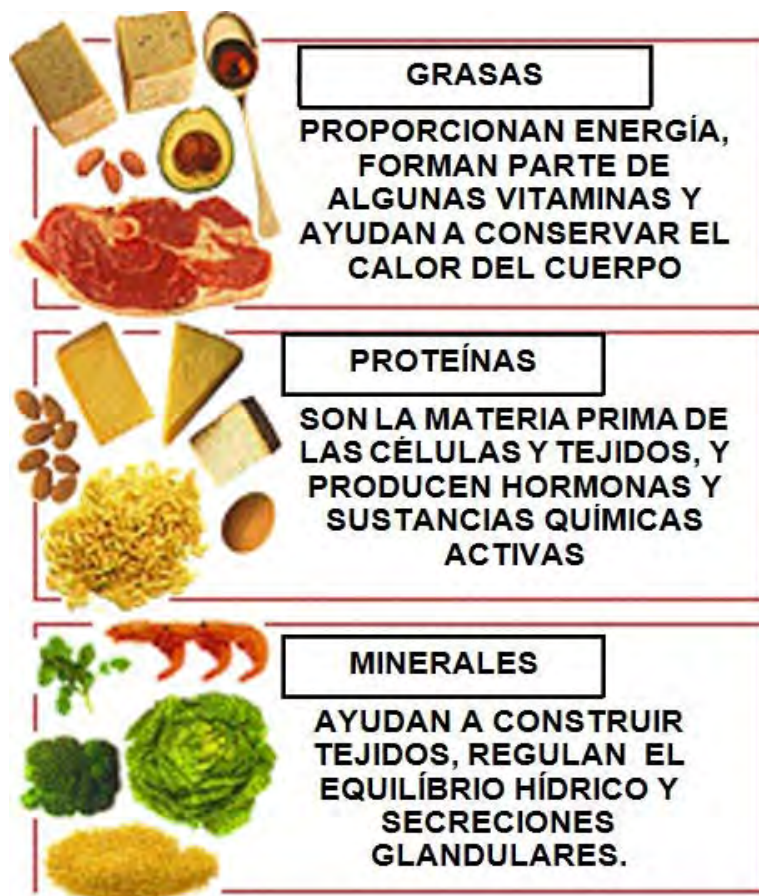 GRASAS
PROPORCIONAN ENERGÍA,
FORMAN PARTE DE
ALGUNAS VITAMINAS Y
AYUDAN A CONSERVAR EL
CALOR DEL CUERPO
PROTEÍNAS
SON LA MATERIA PRIMA DE
LAS CÉLULAS Y TEJIDOS, Y
PRODUCEN HORMONAS Y
SUSTANCIAS QUÍMICAS
ACTIVAS
MINERALES
AYUDAN A CONSTRUIR
TEJIDOS, REGULAN EL
EQUILÍBRIO HÍDRICO Y
SECRECIONES
GLANDULARES.